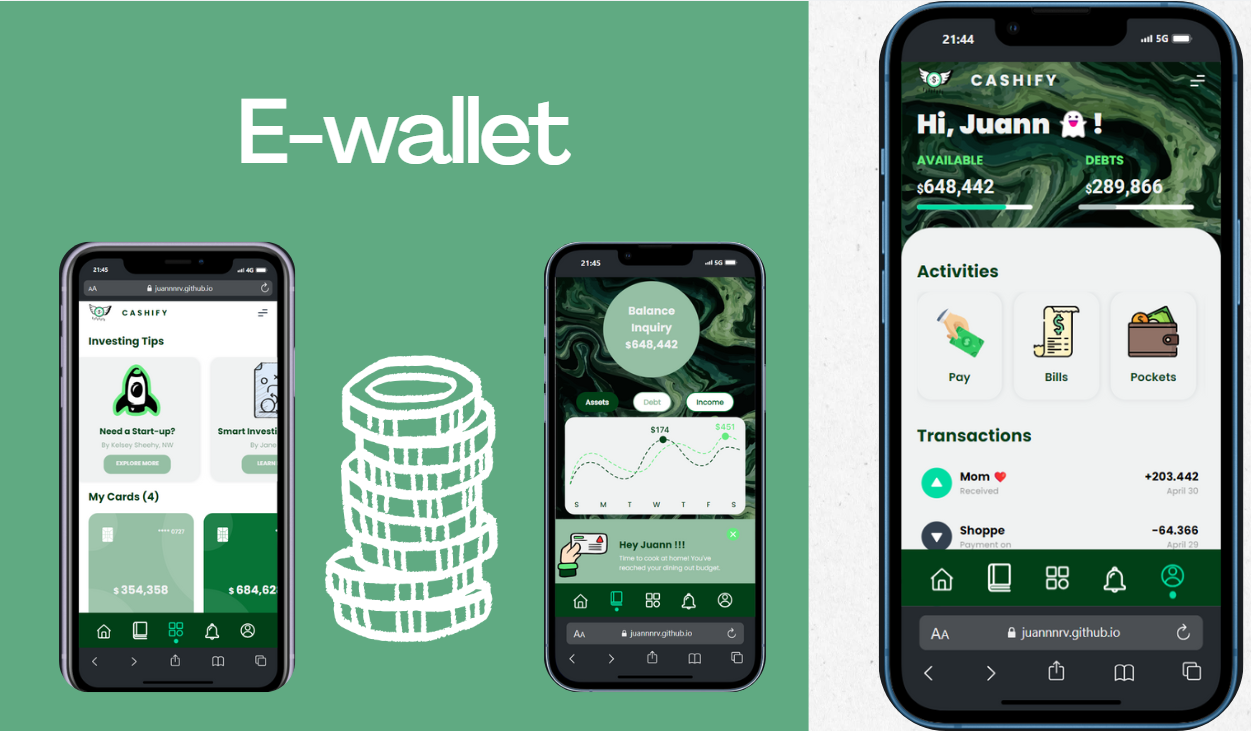 E-wallet
21:45
4G
AA
juannnrv.github.io
CASHIFY
Investing Tips
Need a Start-up?
By Kelsey Sheehy, NW
EXPLORE MORE
Smart Investi
By Jane
LEARN
My Cards (4)
**** 0727
$ 354,358
$ 684,62
21:45
5G
Balance
Inquiry
$648,442
Assets
Debt
Income
$174
$451
S M T W T F S
Hey Juann !!!
Time to cook at home! You've
reached your dining out budget.
AA
juannnrv.github.io
21:44
5G
CASHIFY
Hi, Juann 👻 !
AVAILABLE
DEBTS
$648,442
$289,866
Activities
Pay
Bills
Pockets
Transactions
Mom ❤️
+203.442
Received
April 30
Shoppe
-64.366
Payment on
April 29
AA
juannnrv.github.io